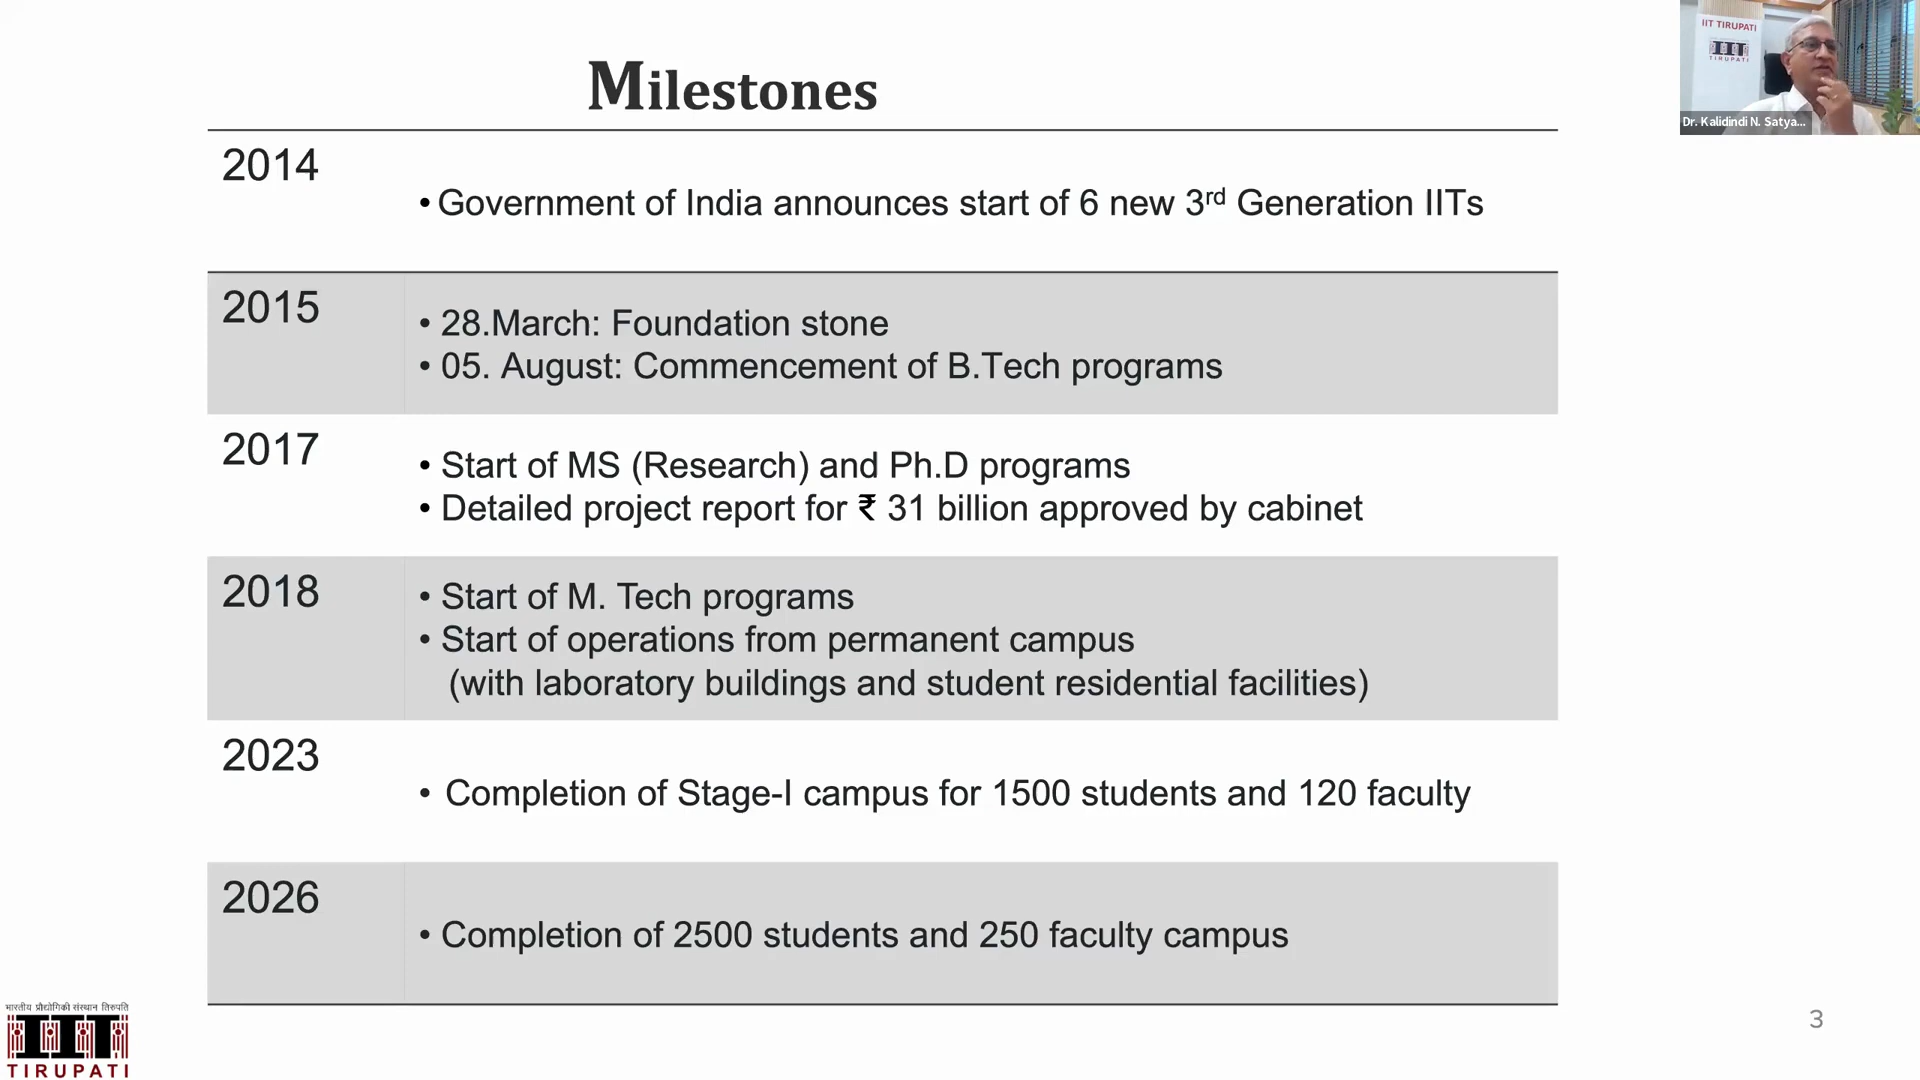 Milestones
2014
• Government of India announces start of 6 new 3rd Generation IITs
2015
• 28.March: Foundation stone
• 05. August: Commencement of B.Tech programs
2017
• Start of MS (Research) and Ph.D programs
• Detailed project report for ₹ 31 billion approved by cabinet
2018
• Start of M. Tech programs
• Start of operations from permanent campus
(with laboratory buildings and student residential facilities)
2023
• Completion of Stage-I campus for 1500 students and 120 faculty
2026
• Completion of 2500 students and 250 faculty campus
IIT TIRUPATI
IIT
TIRUPATI
Dr. Kalidindi N. Satya...
भारतीय प्रौद्योगिकी संस्थान तिरुपति
IIT
TIRUPATI
3